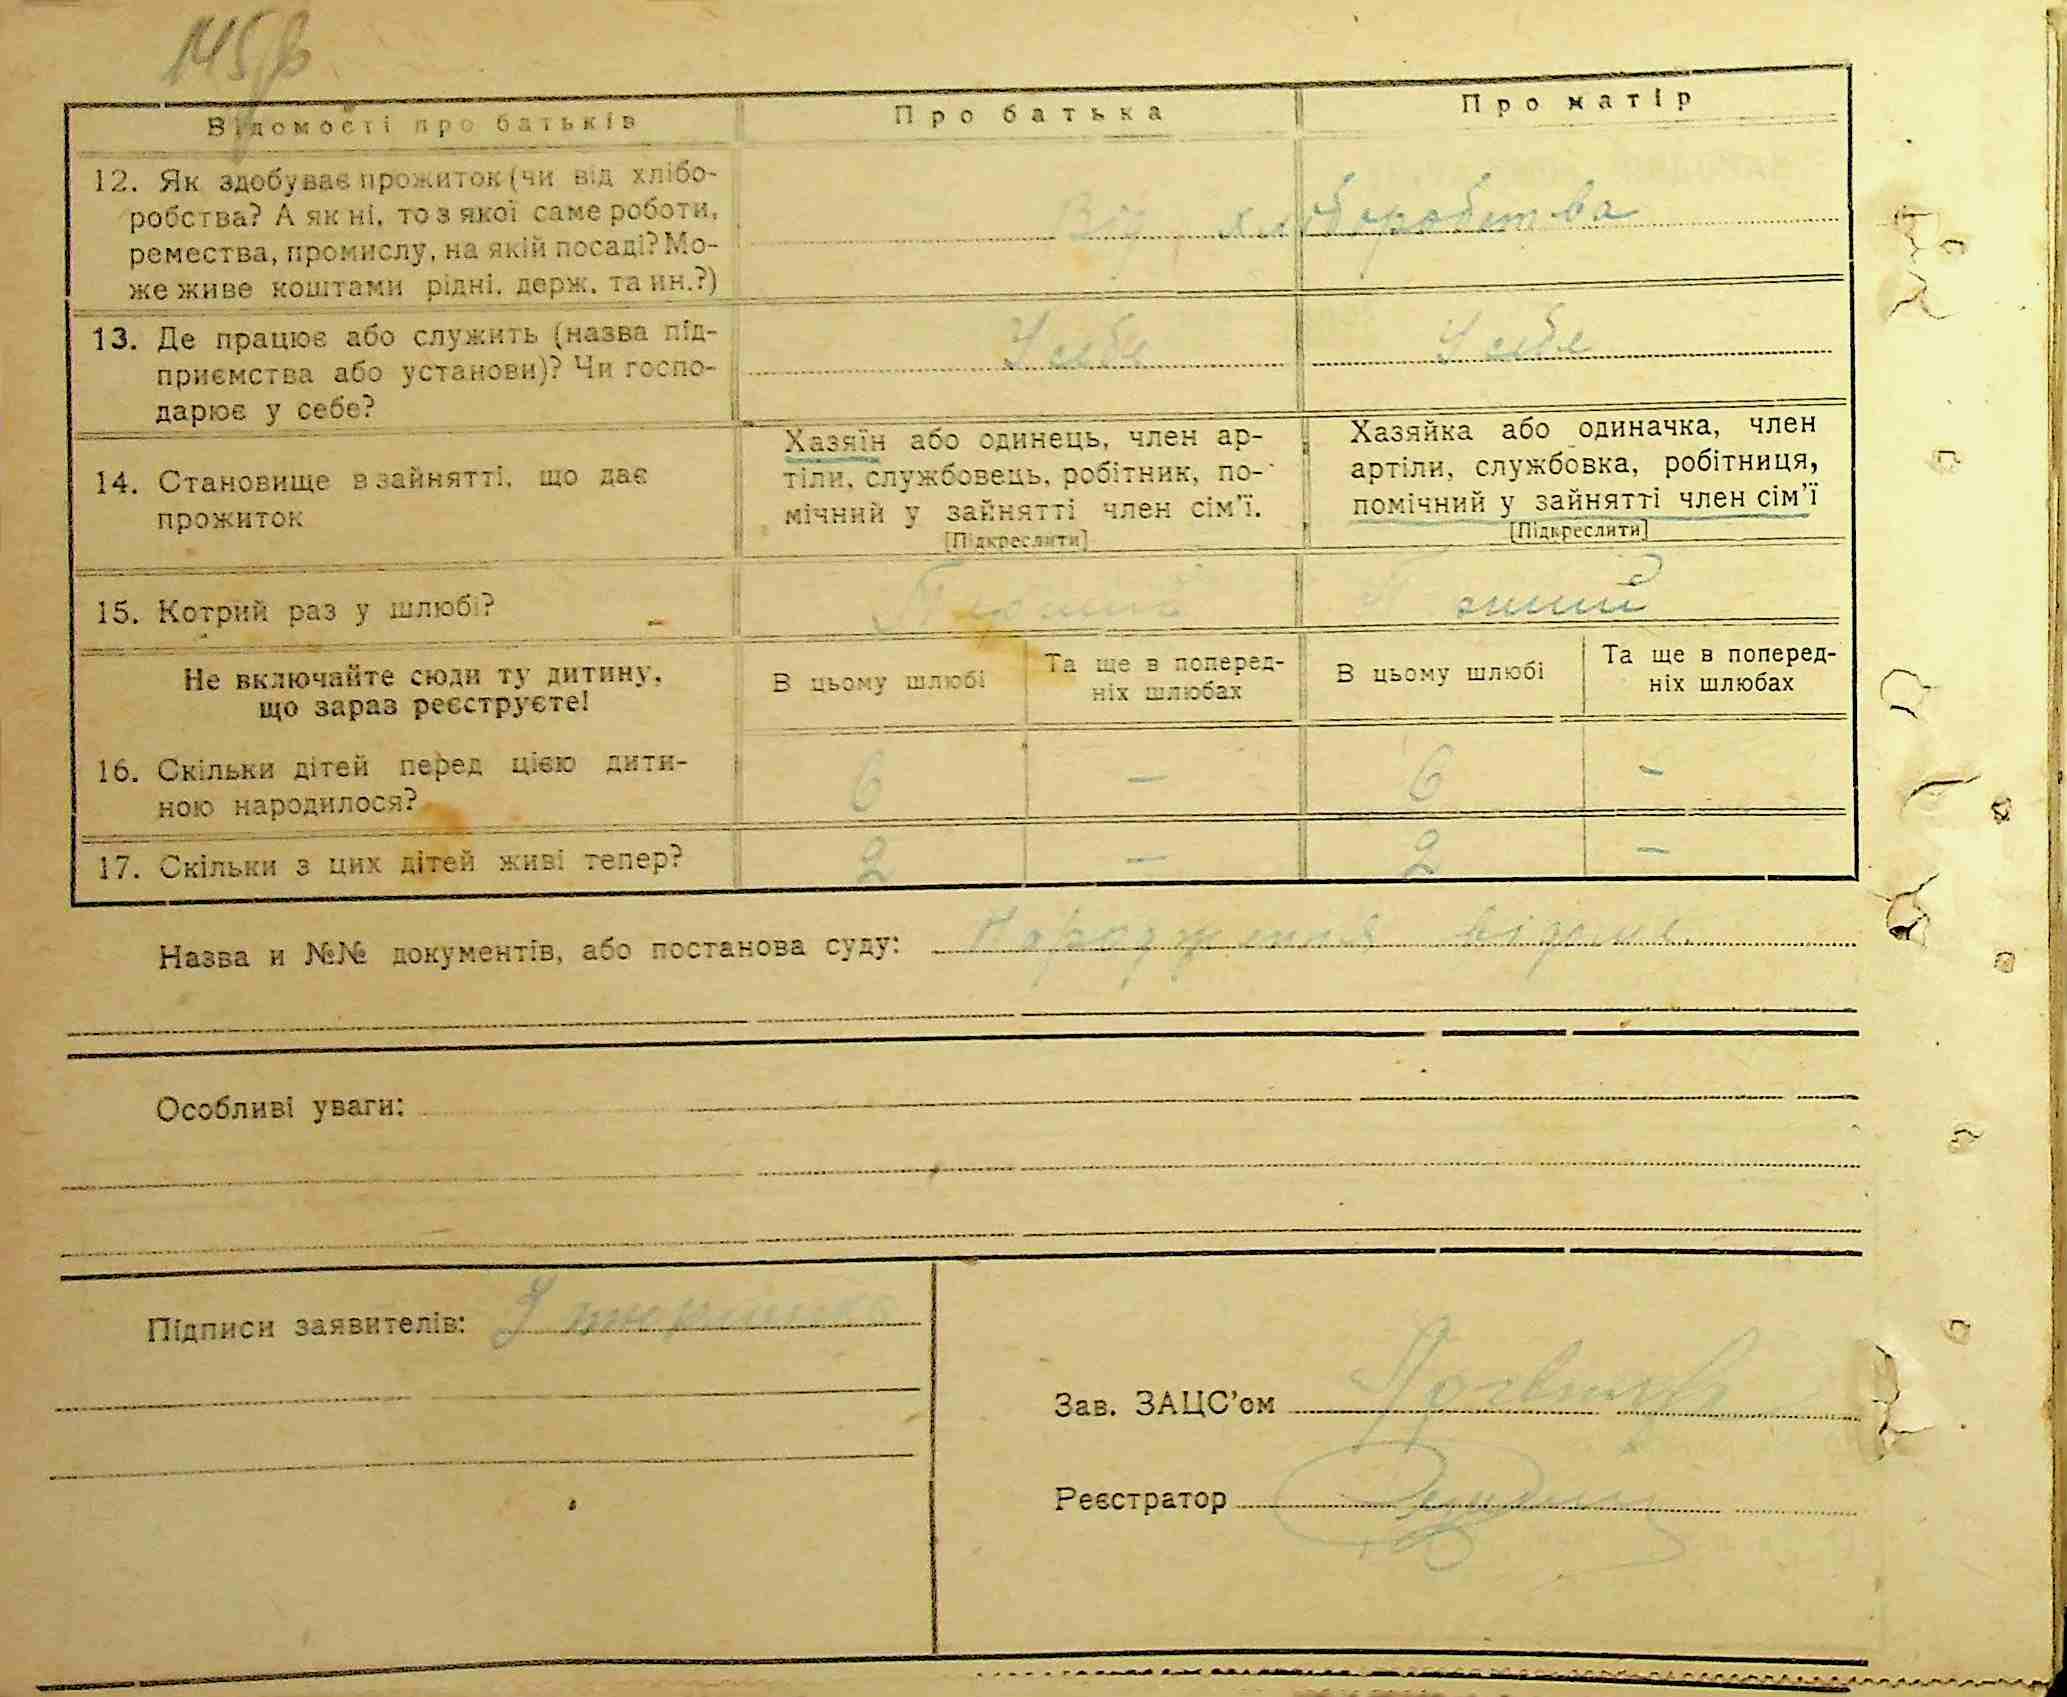 Відомості про батьків
Про батька
Про матір
12. Як здобуває прожиток (чи від хлібо-
робства? А як ні, то з якої саме роботи,
ремества, промислу, на якій посаді? Мо-
же живе коштами рідні, держ. та ин.?)
Від хліборобства
13. Де працює або служить (назва під-
приємства або установи)? Чи госпо-
дарює у себе?
У себе
У себе
14. Становище в зайнятті, що дає
прожиток
Хазяїн або одинець, член ар-
тіли, службовець, робітник, по-
мічний у зайнятті член сім'ї.
[Підкреслити]
Хазяйка або одиначка, член
артіли, службовка, робітниця,
помічний у зайнятті член сім'ї
[Підкреслити]
15. Котрий раз у шлюбі?
Не включайте сюди ту дитину,
що зараз реєструєте!
В цьому шлюбі
Та ще в поперед-
ніх шлюбах
В цьому шлюбі
Та ще в поперед-
ніх шлюбах
16. Скільки дітей перед цією дити-
ною народилося?
6 — 6 —
17. Скільки з цих дітей живі тепер?
2 — 2 —
Назва и №№ документів, або постанова суду:
Особливі уваги:
Підписи заявителів:
Зав. ЗАЦС'ом
Реєстратор